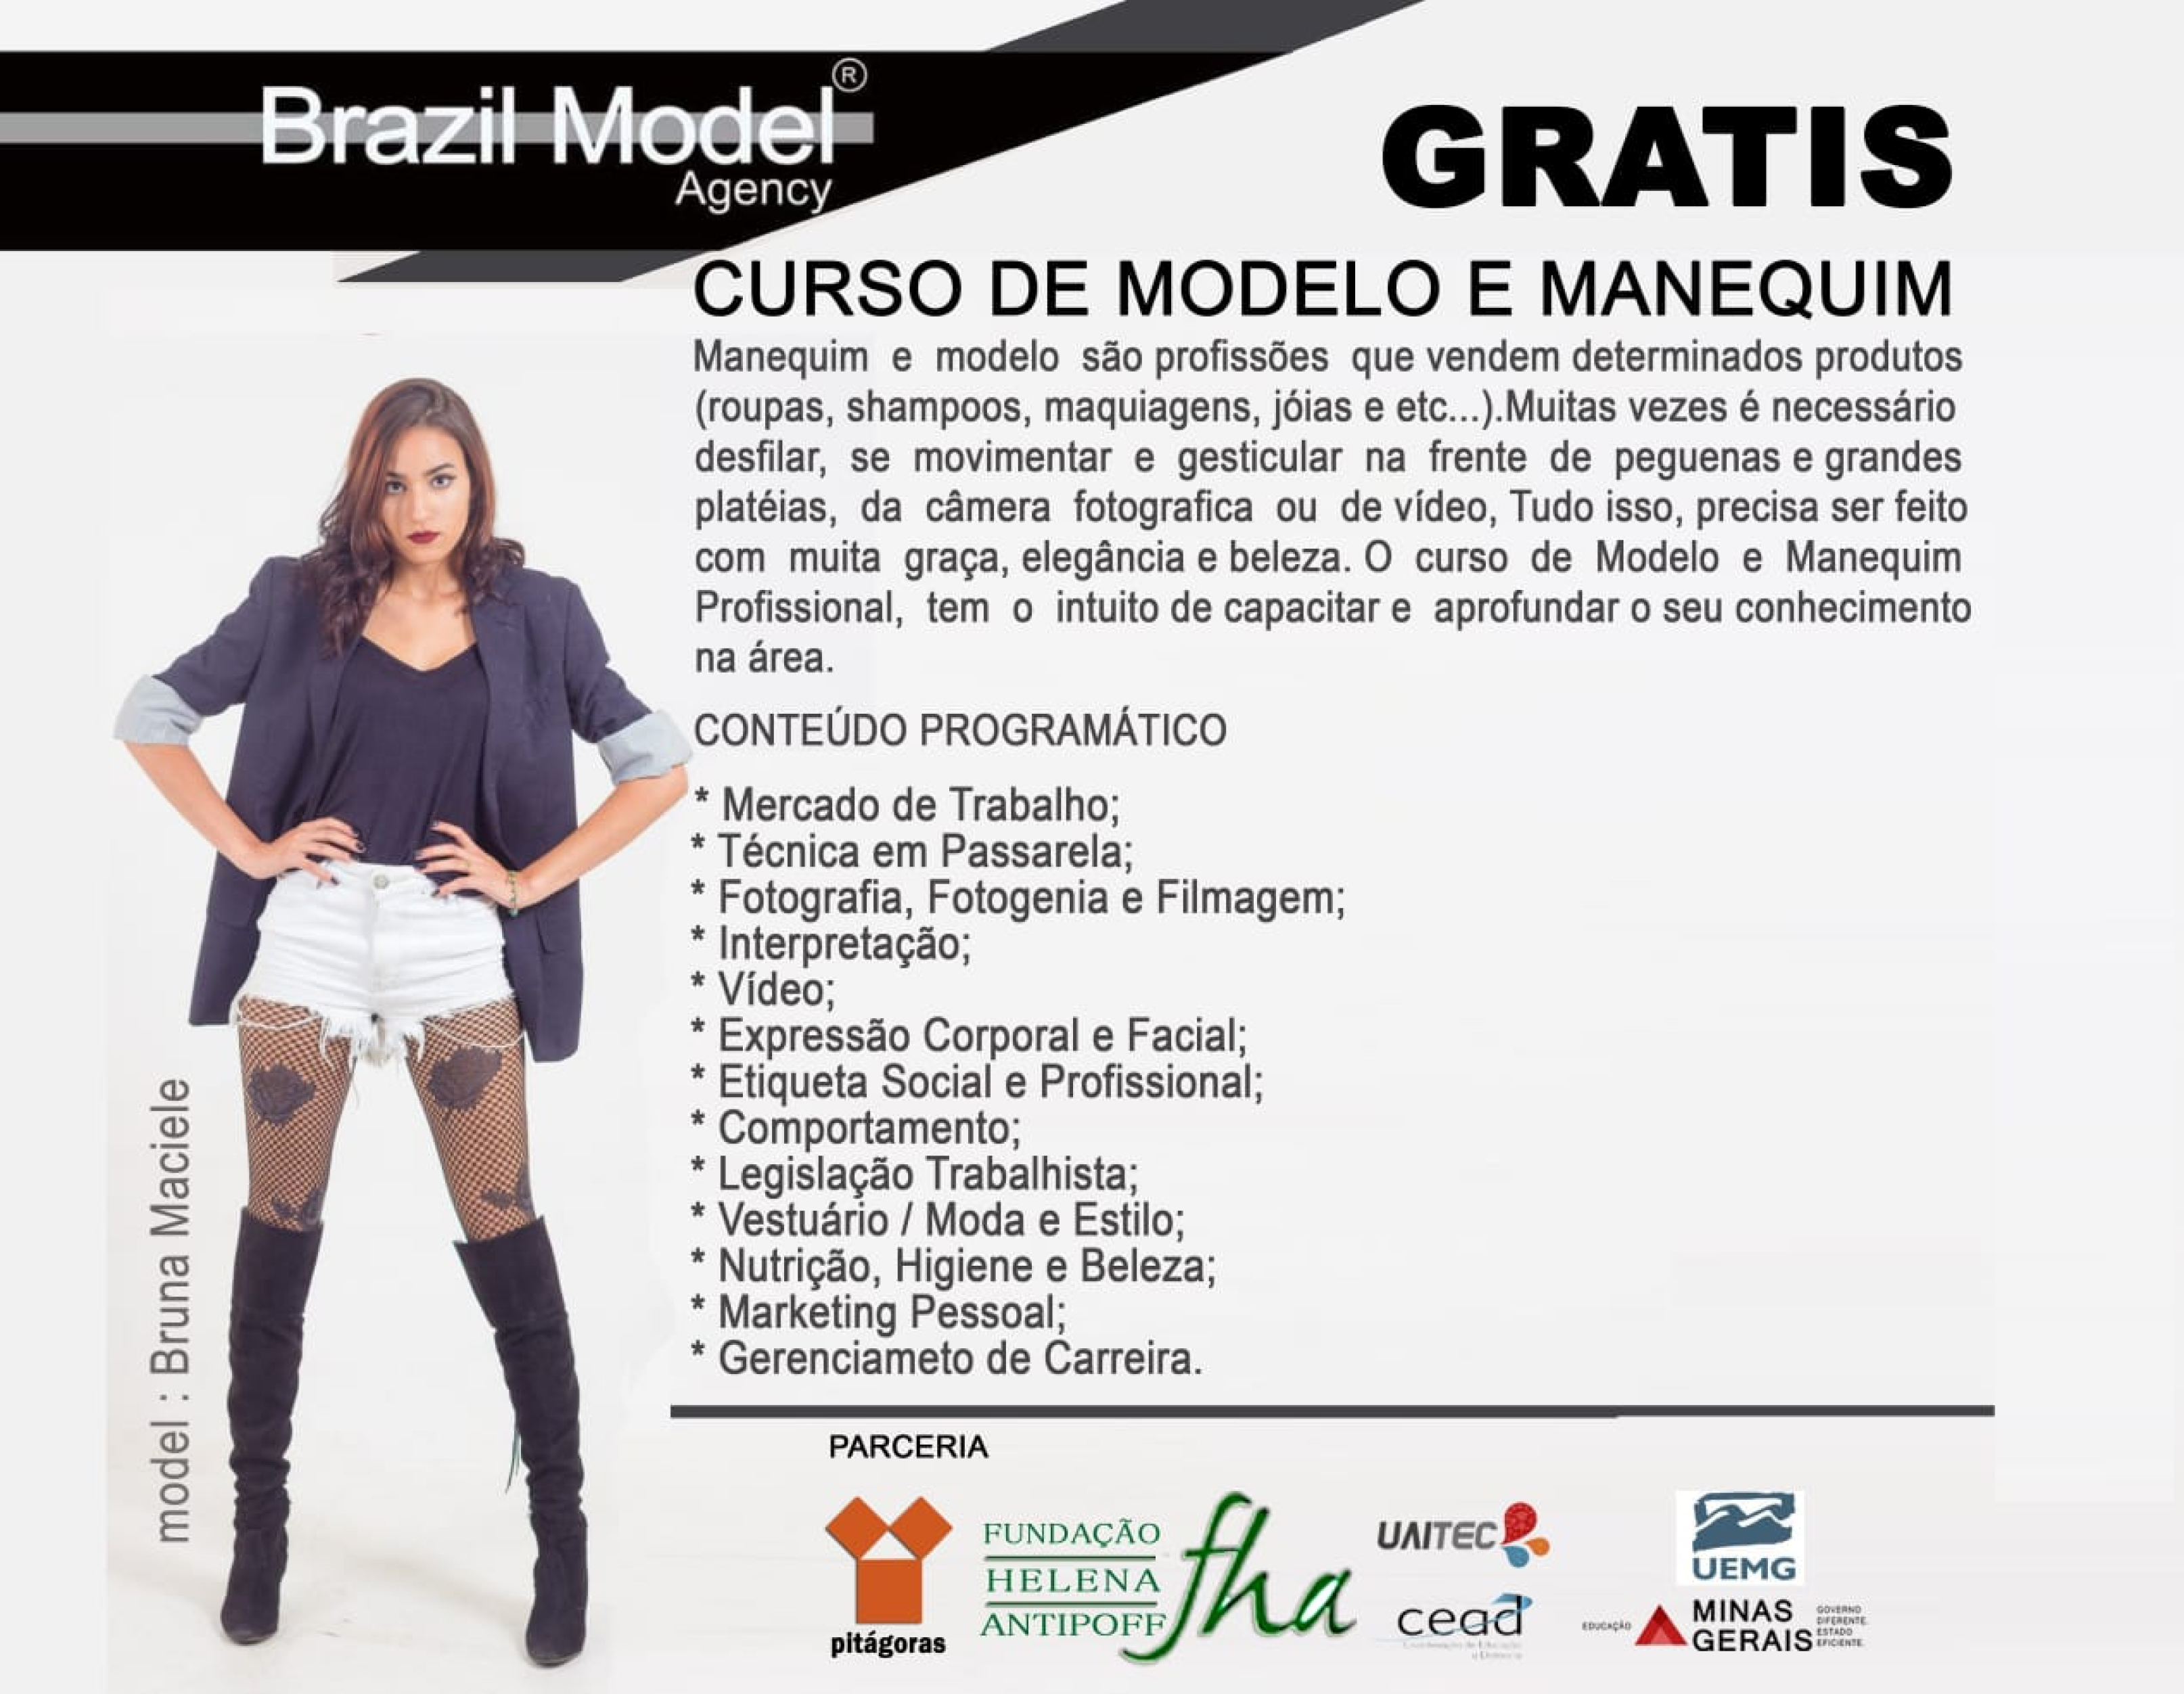 Brazil Model®
Agency
GRATIS
CURSO DE MODELO E MANEQUIM
Manequim e modelo são profissões que vendem determinados produtos
(roupas, shampoos, maquiagens, jóias e etc...).Muitas vezes é necessário
desfilar, se movimentar e gesticular na frente de peguenas e grandes
platéias, da câmera fotografica ou de vídeo, Tudo isso, precisa ser feito
com muita graça, elegância e beleza. O curso de Modelo e Manequim
Profissional, tem o intuito de capacitar e aprofundar o seu conhecimento
na área.
CONTEÚDO PROGRAMÁTICO
* Mercado de Trabalho;
* Técnica em Passarela;
* Fotografia, Fotogenia e Filmagem;
* Interpretação;
* Vídeo;
* Expressão Corporal e Facial;
* Etiqueta Social e Profissional;
* Comportamento;
* Legislação Trabalhista;
* Vestuário / Moda e Estilo;
* Nutrição, Higiene e Beleza;
* Marketing Pessoal;
* Gerenciameto de Carreira.
model : Bruna Maciele
PARCERIA
pitágoras
FUNDAÇÃO
HELENA
ANTIPOFF
fha
UAITEC
cead
UEMG
EDUCAÇÃO
MINAS
GERAIS
GOVERNO
DIFERENTE.
ESTADO
EFICIENTE.